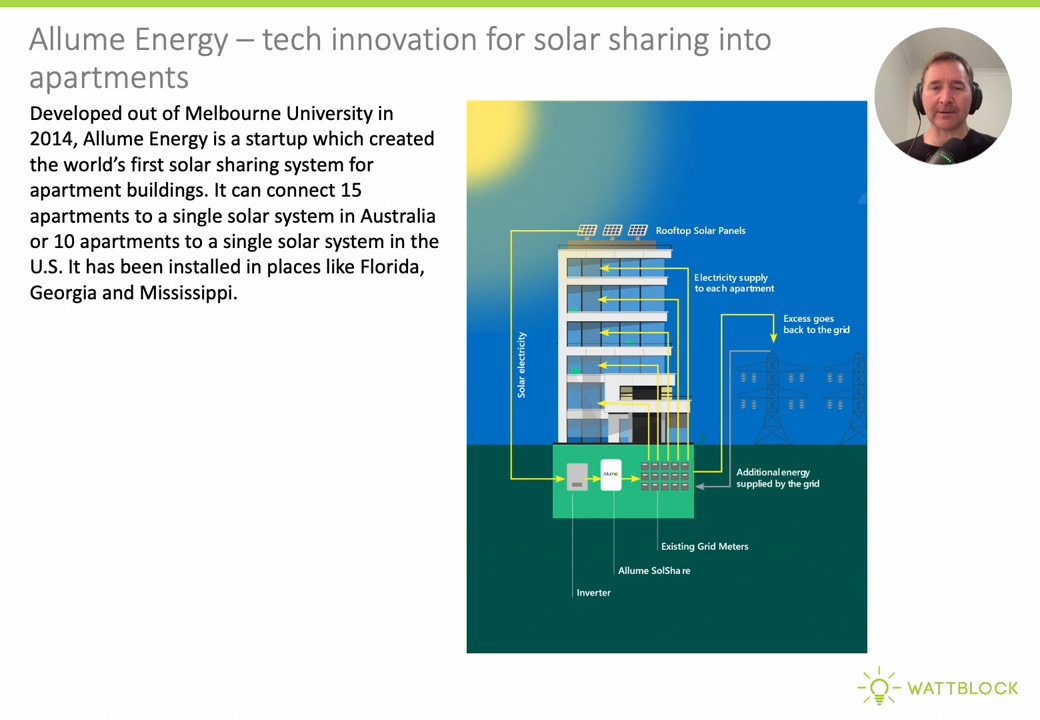 Allume Energy – tech innovation for solar sharing into
apartments
Developed out of Melbourne University in
2014, Allume Energy is a startup which created
the world's first solar sharing system for
apartment buildings. It can connect 15
apartments to a single solar system in Australia
or 10 apartments to a single solar system in the
U.S. It has been installed in places like Florida,
Georgia and Mississippi.
Rooftop Solar Panels
Electricity supply
to each apartment
Excess goes
back to the grid
Solar electricity
Allume
Additional energy
supplied by the grid
Existing Grid Meters
Allume SolShare
Inverter
WATTBLOCK